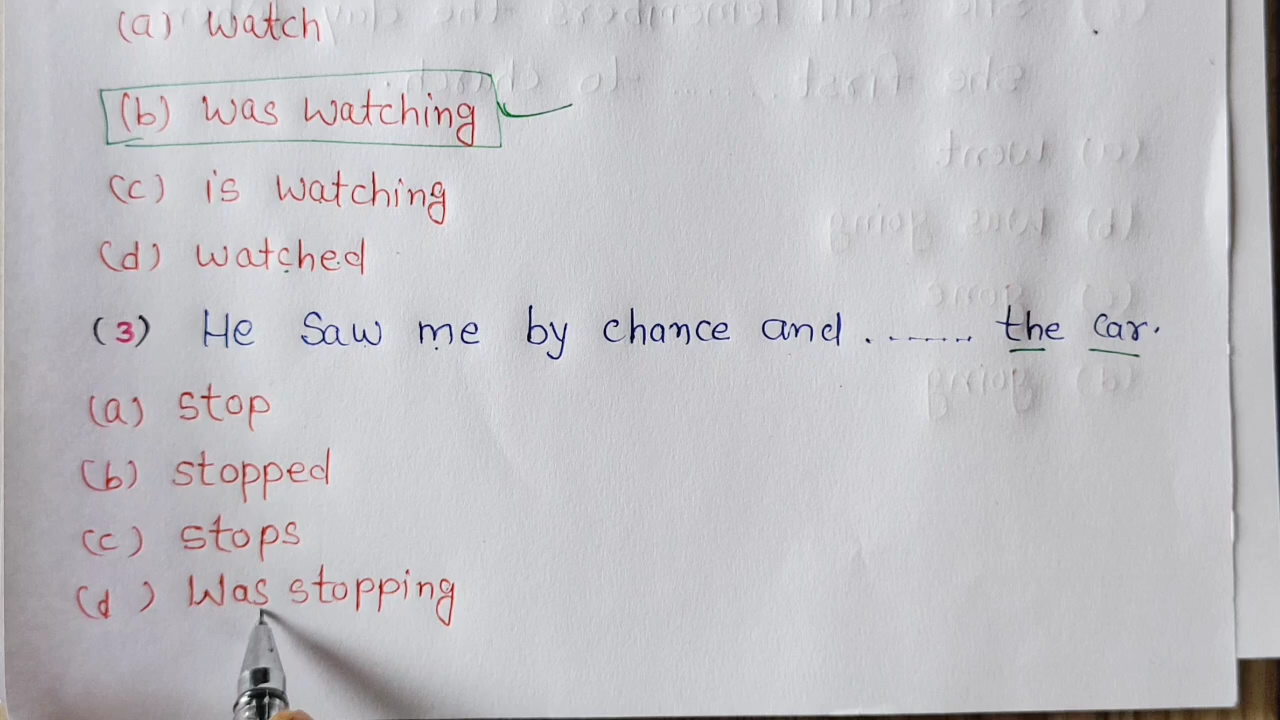 (a) watch
(b) was watching
(c) is watching
(d) watched
(3) He saw me by chance and ....... the car.
(a) stop
(b) stopped
(c) stops
(d) was stopping